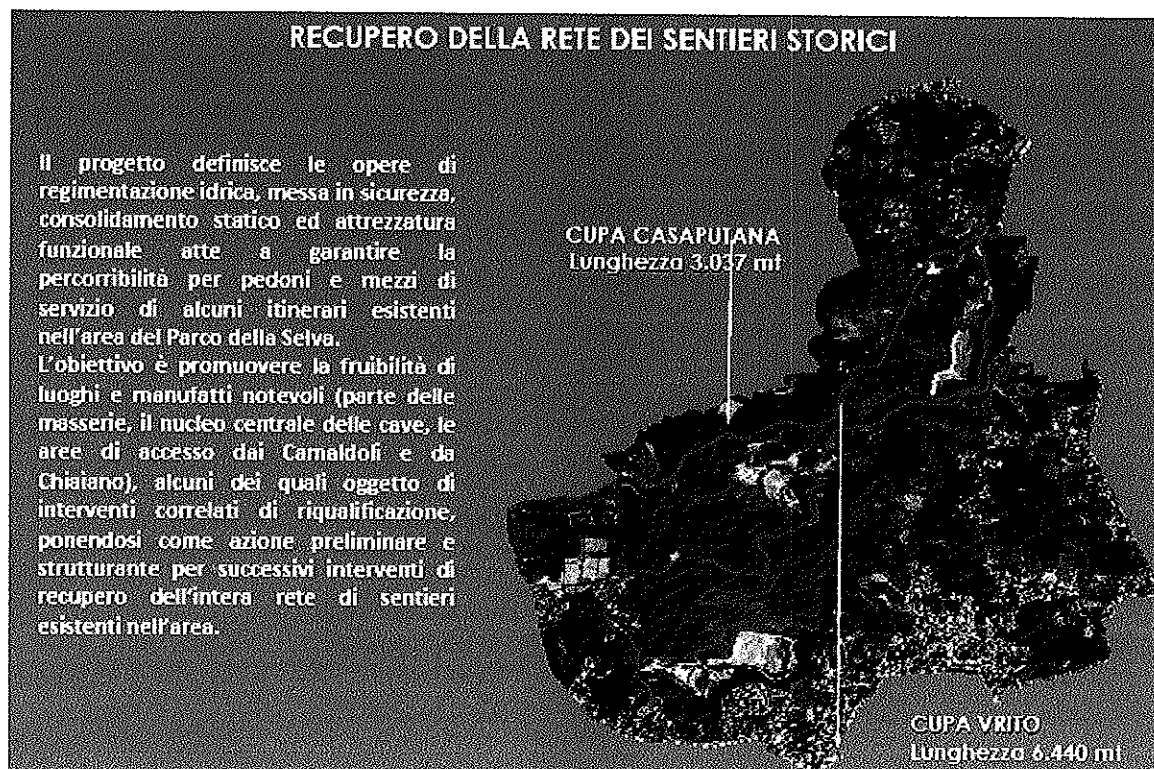 RECUPERO DELLA RETE DEI SENTIERI STORICI
Il progetto definisce le opere di
regimentazione idrica, messa in sicurezza,
consolidamento statico ed attrezzatura
funzionale atte a garantire la
percorribilità per pedoni e mezzi di
servizio di alcuni itinerari esistenti
nell'area del Parco della Selva.
L'obiettivo è promuovere la fruibilità di
luoghi e manufatti notevoli (parte delle
masserie, il nucleo centrale delle cave, le
aree di accesso dai Camaldoli e da
Chiaiano), alcuni dei quali oggetto di
interventi correlati di riqualificazione,
ponendosi come azione preliminare e
strutturante per successivi interventi di
recupero dell'intera rete di sentieri
esistenti nell'area.
CUPA CASAPUTANA
Lunghezza 3.037 mt
CUPA VRITO
Lunghezza 6.440 mt